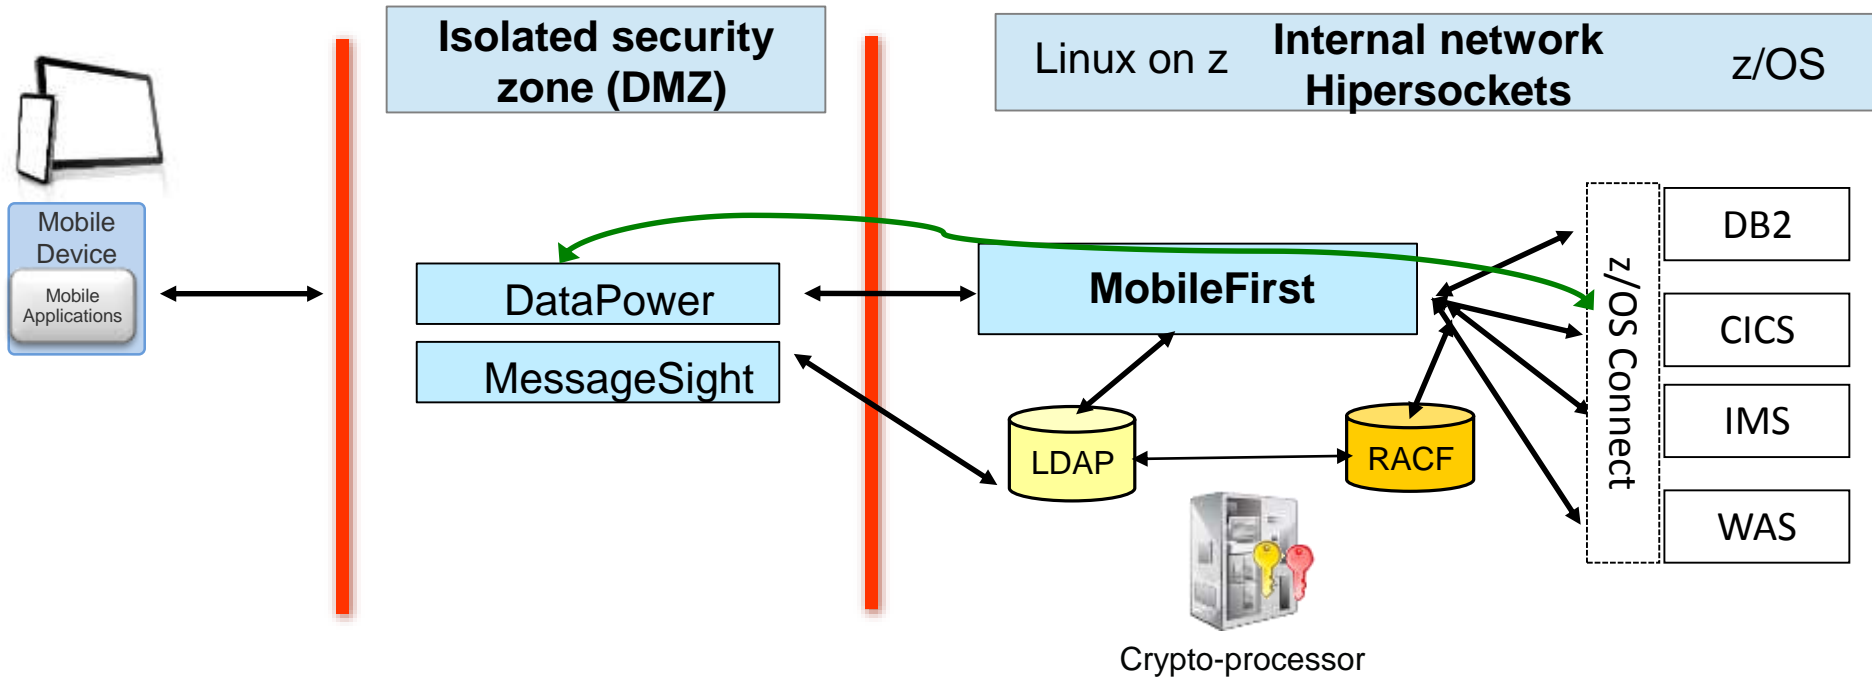 Isolated security
zone (DMZ)
Linux on z
Internal network
Hipersockets
z/OS
Mobile
Device
Mobile
Applications
DataPower
MessageSight
MobileFirst
LDAP
RACF
Crypto-processor
z/OS Connect
DB2
CICS
IMS
WAS